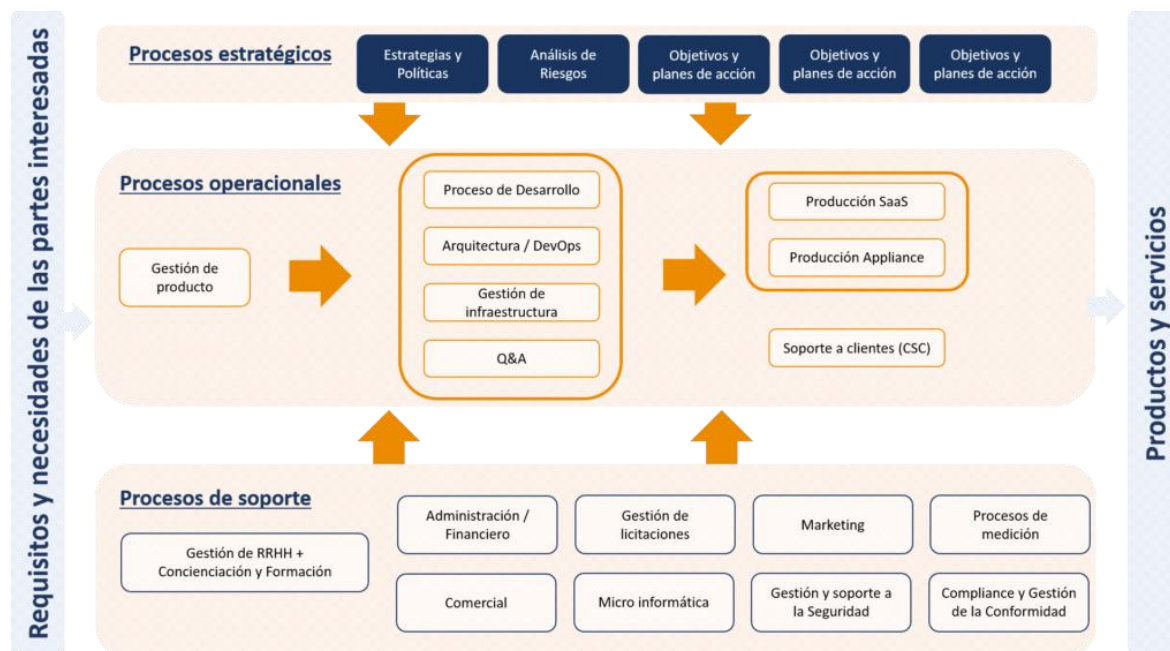 Requisitos y necesidades de las partes interesadas
Procesos estratégicos
Estrategias y
Políticas
Análisis de
Riesgos
Objetivos y
planes de acción
Objetivos y
planes de acción
Objetivos y
planes de acción
Procesos operacionales
Gestión de
producto
Proceso de Desarrollo
Arquitectura / DevOps
Gestión de
infraestructura
Q&A
Producción SaaS
Producción Appliance
Soporte a clientes (CSC)
Procesos de soporte
Gestión de RRHH +
Concienciación y Formación
Administración /
Financiero
Gestión de
licitaciones
Marketing
Procesos de
medición
Comercial
Micro informática
Gestión y soporte a
la Seguridad
Compliance y Gestión
de la Conformidad
Productos y servicios